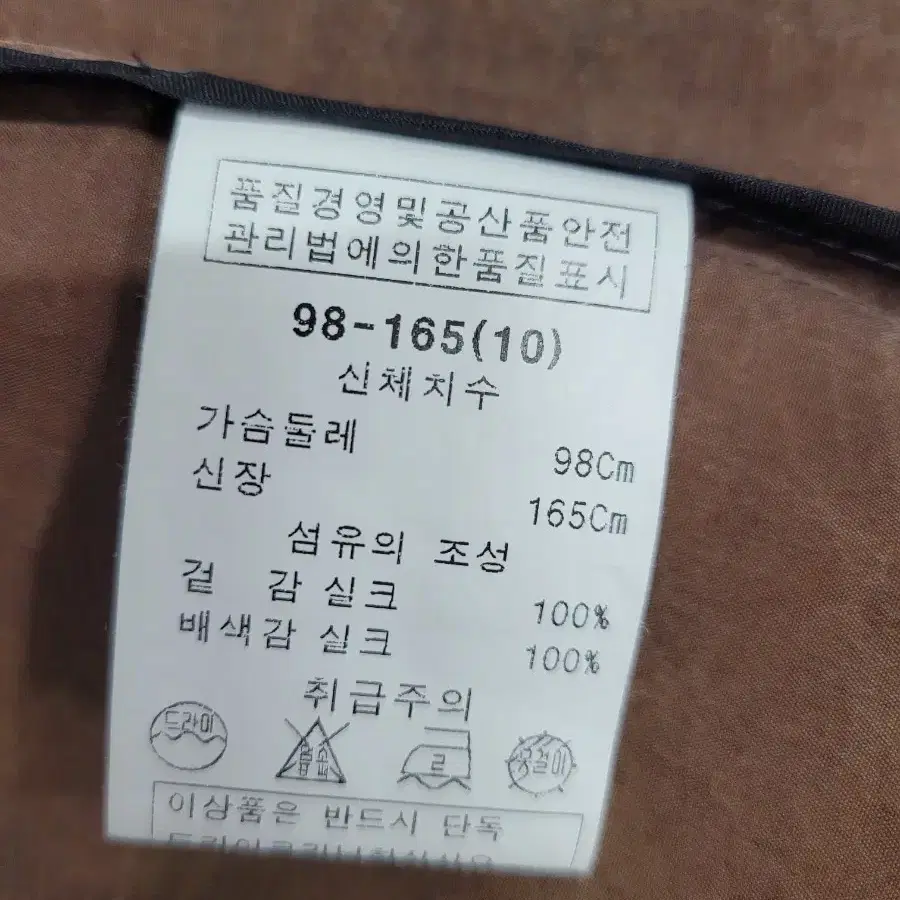 품질경영및공산품안전
관리법에의한품질표시
98-165(10)
신체치수
가슴둘레 98Cm
신장 165Cm
섬유의 조성
겉 감 실크 100%
배색감 실크 100%
취급주의
드라이
옷걸이
이상품은 반드시 단독